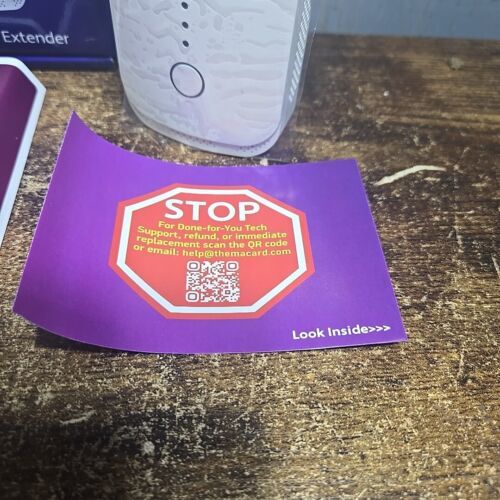 Extender
STOP
For Done-for-You Tech
Support, refund, or immediate
replacement scan the QR code
or email: help@themacard.com
Look Inside>>>